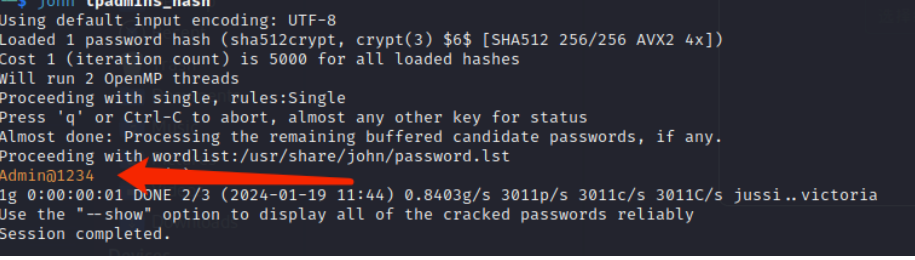 $ john tpadmins_hash
Using default input encoding: UTF-8
Loaded 1 password hash (sha512crypt, crypt(3) $6$ [SHA512 256/256 AVX2 4x])
Cost 1 (iteration count) is 5000 for all loaded hashes
Will run 2 OpenMP threads
Proceeding with single, rules:Single
Press 'q' or Ctrl-C to abort, almost any other key for status
Almost done: Processing the remaining buffered candidate passwords, if any.
Proceeding with wordlist:/usr/share/john/password.lst
Admin@1234
1g 0:00:00:01 DONE 2/3 (2024-01-19 11:44) 0.8403g/s 3011p/s 3011c/s 3011C/s jussi..victoria
Use the "--show" option to display all of the cracked passwords reliably
Session completed.